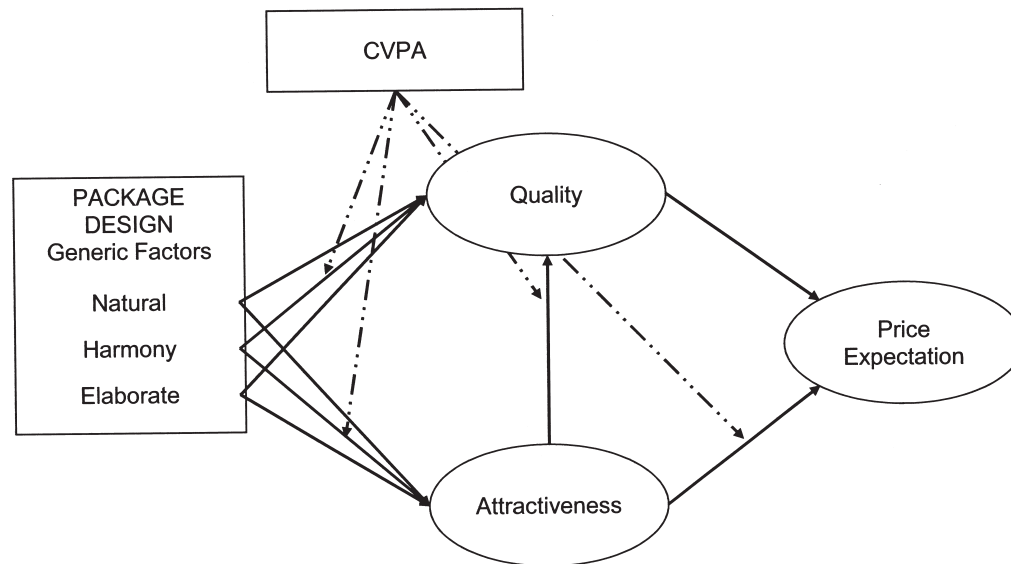 CVPA
PACKAGE
DESIGN
Generic Factors
Natural
Harmony
Elaborate
Quality
Price
Expectation
Attractiveness